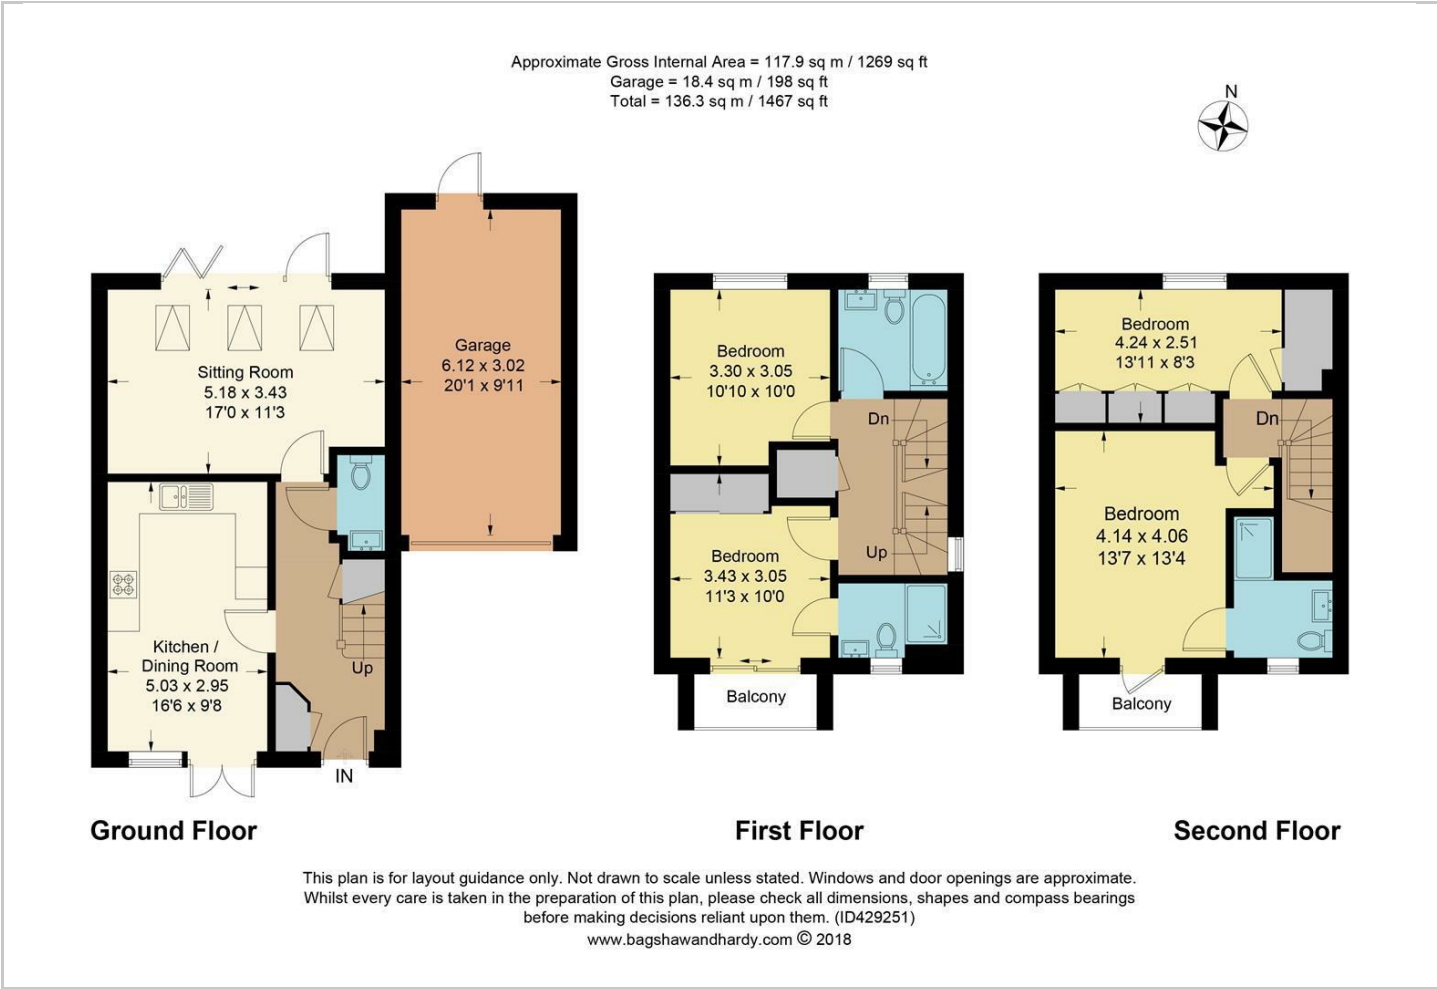 Approximate Gross Internal Area = 117.9 sq m / 1269 sq ft
Garage = 18.4 sq m / 198 sq ft
Total = 136.3 sq m / 1467 sq ft
N
Sitting Room
5.18 x 3.43
17'0 x 11'3
Garage
6.12 x 3.02
20'1 x 9'11
Kitchen /
Dining Room
5.03 x 2.95
16'6 x 9'8
Up
IN
Ground Floor
Bedroom
3.30 x 3.05
10'10 x 10'0
Dn
Up
Bedroom
3.43 x 3.05
11'3 x 10'0
Balcony
First Floor
Bedroom
4.24 x 2.51
13'11 x 8'3
Dn
Bedroom
4.14 x 4.06
13'7 x 13'4
Balcony
Second Floor
This plan is for layout guidance only. Not drawn to scale unless stated. Windows and door openings are approximate.
Whilst every care is taken in the preparation of this plan, please check all dimensions, shapes and compass bearings
before making decisions reliant upon them. (ID429251)
www.bagshawandhardy.com © 2018